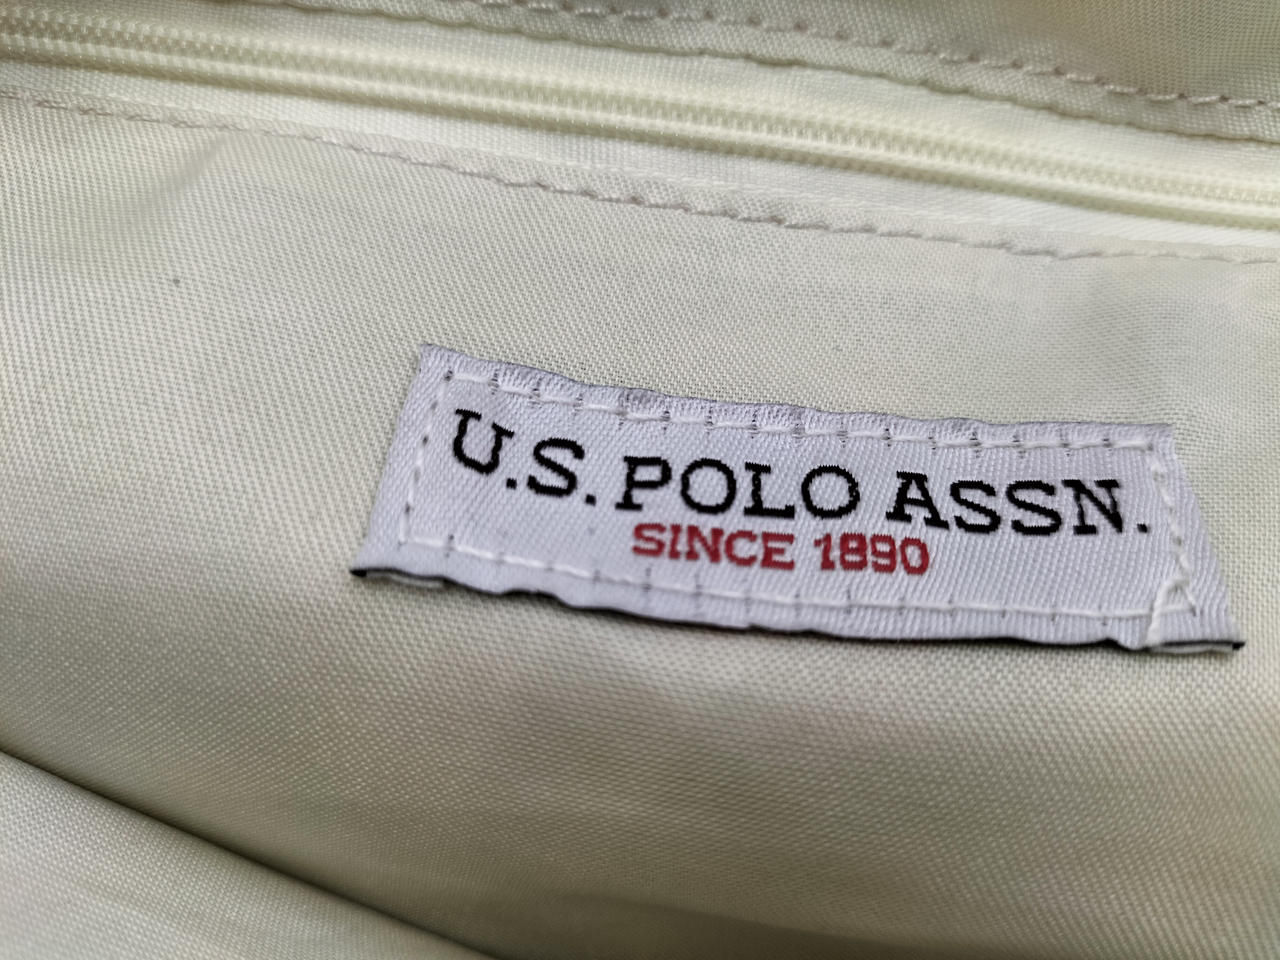 U.S. POLO ASSN.
SINCE 1890